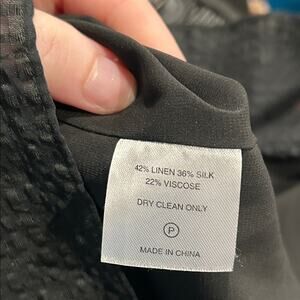 42% LINEN 36% SILK
22% VISCOSE
DRY CLEAN ONLY
P
MADE IN CHINA